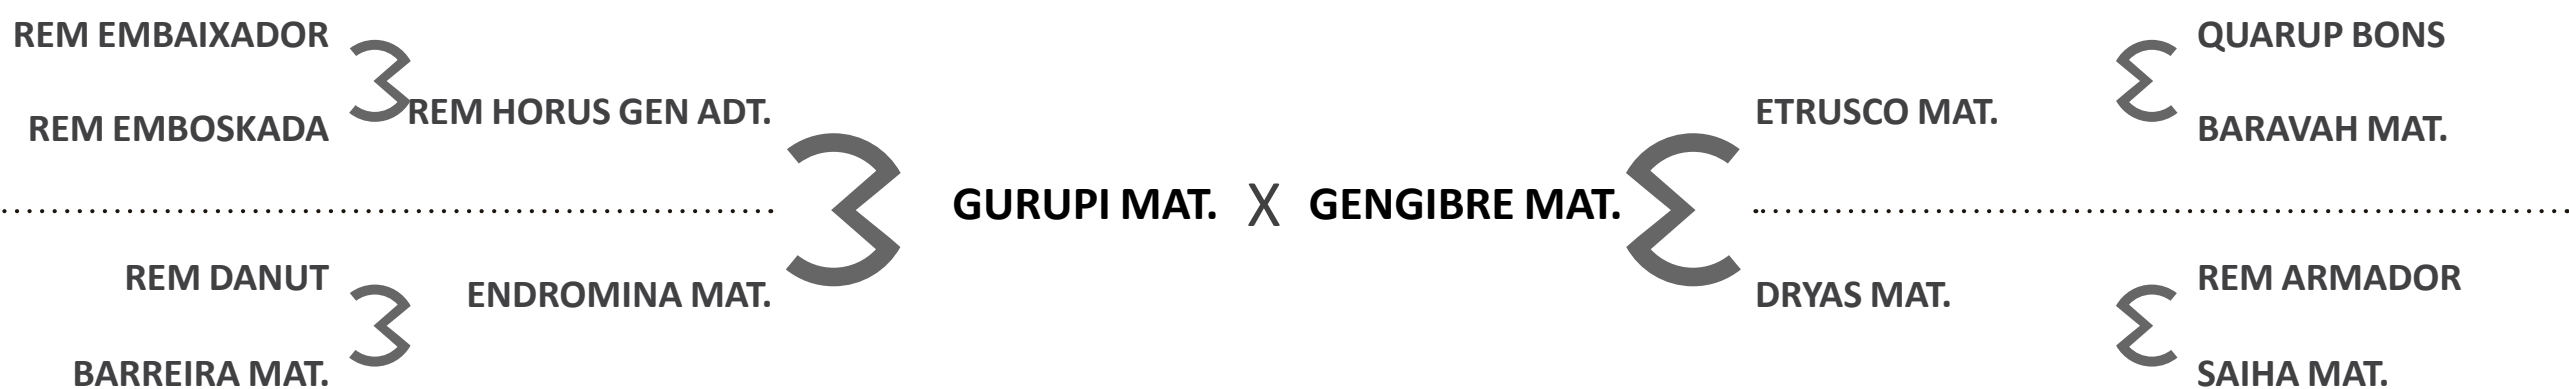 REM EMBAIXADOR
REM EMBOSKADA
REM HORUS GEN ADT.
REM DANUT
BARREIRA MAT.
ENDROMINA MAT.
GURUPI MAT. X GENGIBRE MAT.
ETRUSCO MAT.
QUARUP BONS
BARAVAH MAT.
DRYAS MAT.
REM ARMADOR
SAIHA MAT.